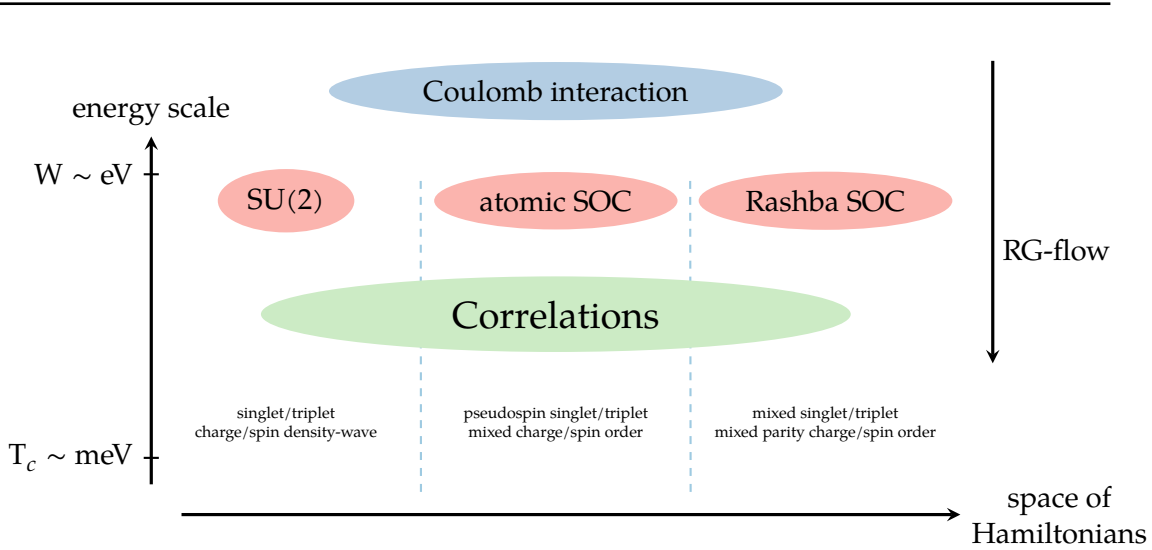 Coulomb interaction
energy scale
W ∼ eV
SU(2)
atomic SOC
Rashba SOC
RG-flow
Correlations
singlet/triplet
charge/spin density-wave
pseudospin singlet/triplet
mixed charge/spin order
mixed singlet/triplet
mixed parity charge/spin order
T_c ∼ meV
space of
Hamiltonians